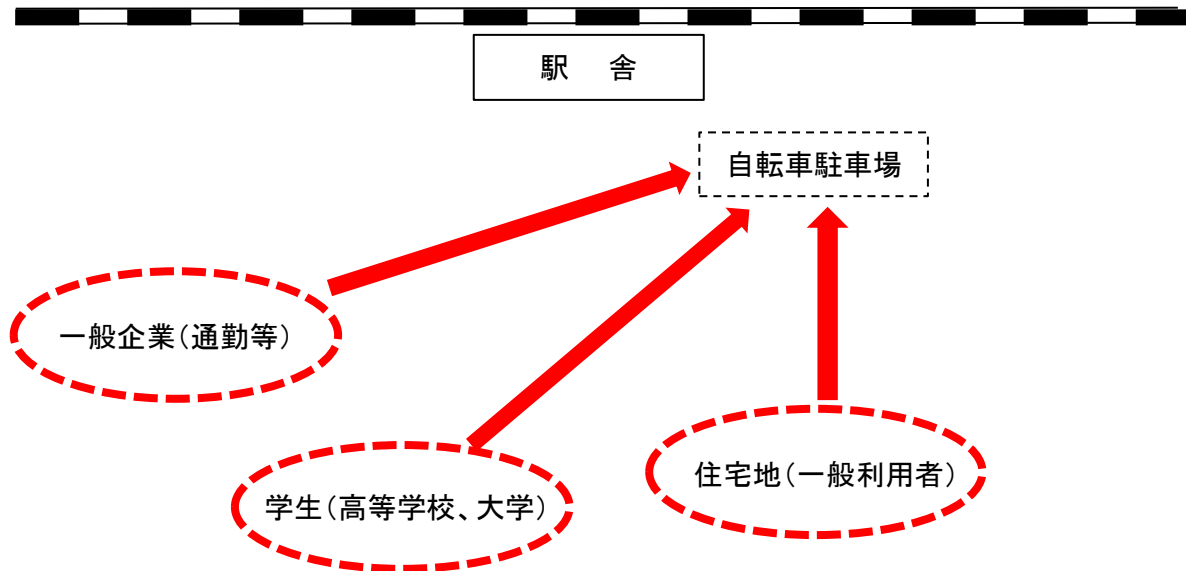 駅　舎
自転車駐車場
一般企業（通勤等）
住宅地（一般利用者）
学生（高等学校、大学）